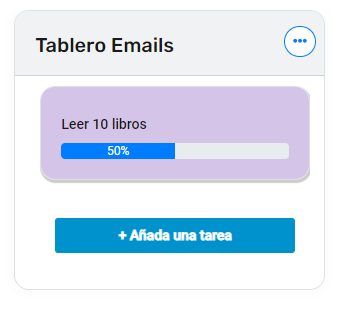 Tablero Emails
Leer 10 libros
50%
+ Añada una tarea